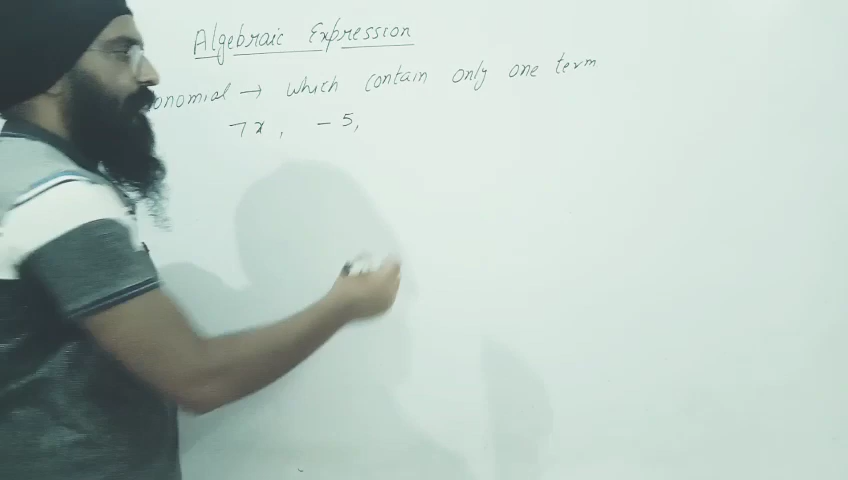 Algebraic Expression
onomial → which contain only one term
7x, -5,